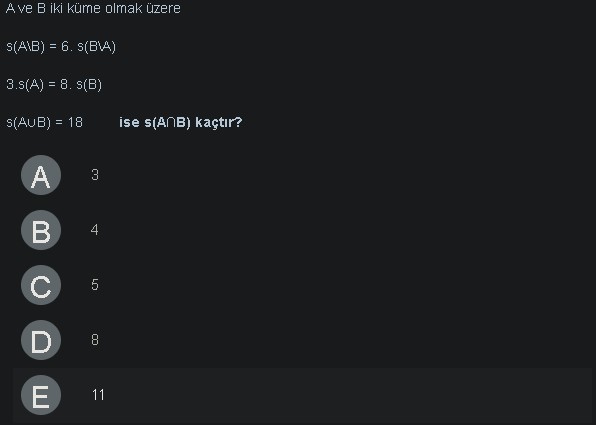 A ve B iki küme olmak üzere
s(A\B) = 6. s(B\A)
3.s(A) = 8. s(B)
s(A∪B) = 18 ise s(A∩B) kaçtır?
A 3
B 4
C 5
D 8
E 11